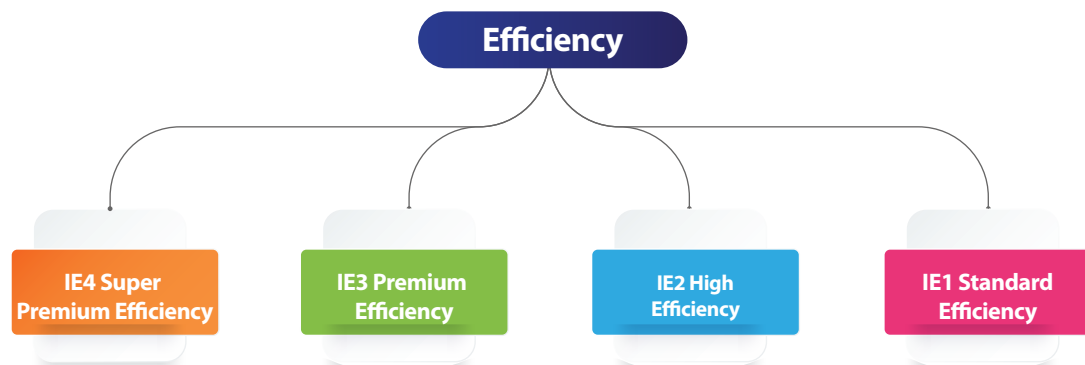 Efficiency
IE4 Super
Premium Efficiency
IE3 Premium
Efficiency
IE2 High
Efficiency
IE1 Standard
Efficiency